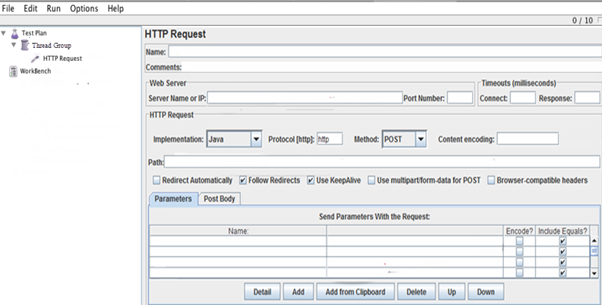 File Edit Run Options Help
0 / 10
Test Plan
Thread Group
HTTP Request
WorkBench
HTTP Request
Name:
Comments:
Web Server
Server Name or IP:
Port Number:
Timeouts (milliseconds)
Connect:
Response:
HTTP Request
Implementation: Java Protocol [http]: http Method: POST Content encoding:
Path:
Redirect Automatically Follow Redirects Use KeepAlive Use multipart/form-data for POST Browser-compatible headers
Parameters Post Body
Send Parameters With the Request:
Name: Encode? Include Equals?
Detail Add Add from Clipboard Delete Up Down